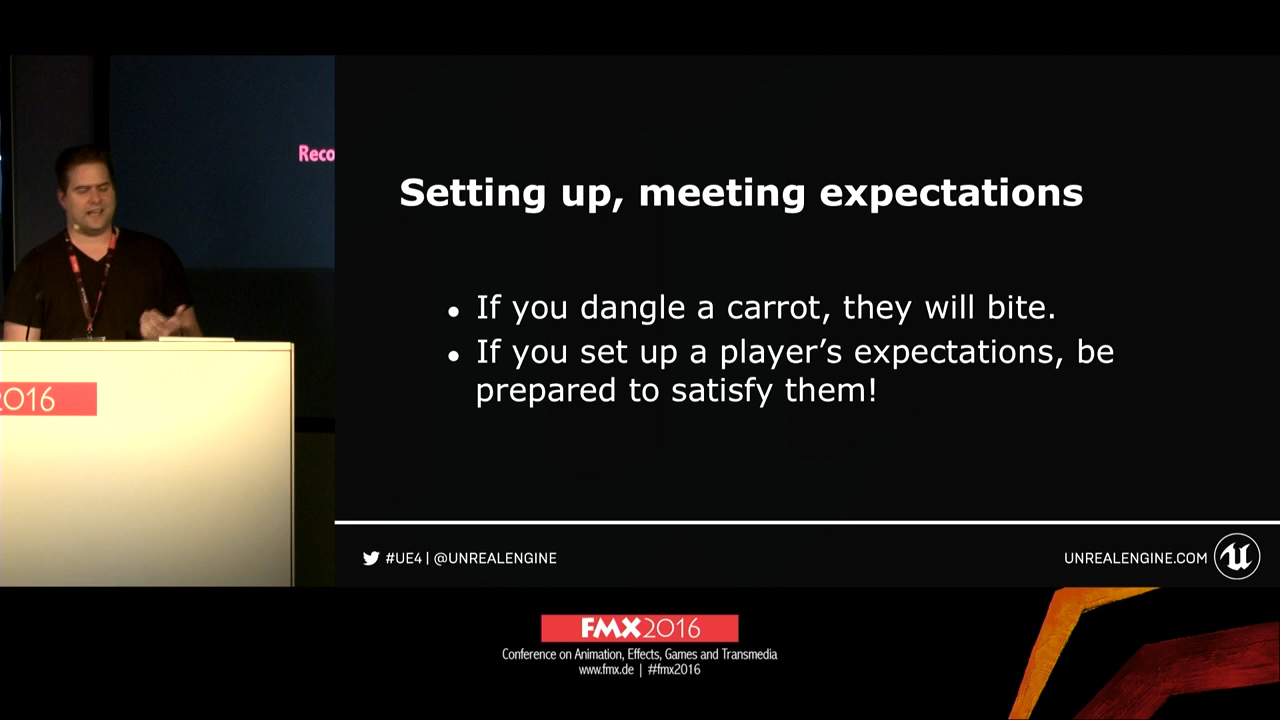 Reco
Setting up, meeting expectations
• If you dangle a carrot, they will bite.
• If you set up a player’s expectations, be
prepared to satisfy them!
2016
#UE4 | @UNREALENGINE
UNREALENGINE.COM
FMX2016
Conference on Animation, Effects, Games and Transmedia
www.fmx.de | #fmx2016